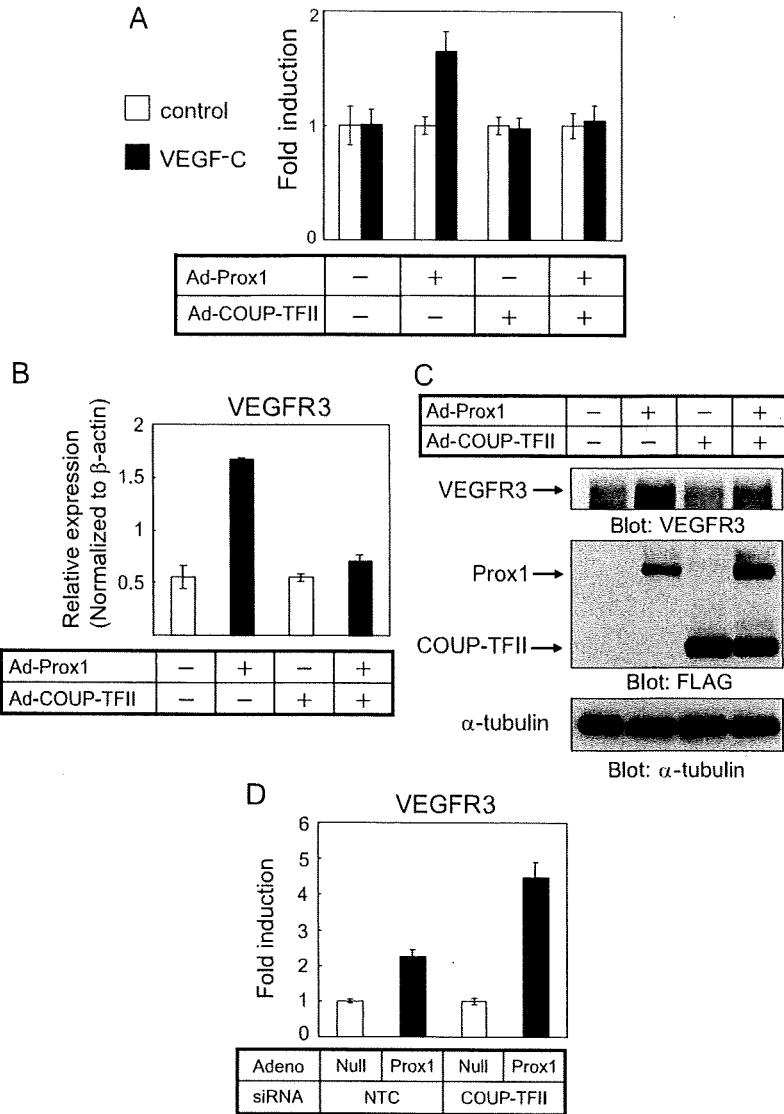 A
2
1
0
Fold induction
control
VEGF-C
Ad-Prox1 − + − +
Ad-COUP-TFII − − + +
B
VEGFR3
2
1.5
1
0.5
Relative expression
(Normalized to β-actin)
Ad-Prox1 − + − +
Ad-COUP-TFII − − + +
C
Ad-Prox1 − + − +
Ad-COUP-TFII − − + +
VEGFR3
Blot: VEGFR3
Prox1
COUP-TFII
Blot: FLAG
α-tubulin
Blot: α-tubulin
D
VEGFR3
6
5
4
3
2
1
0
Fold induction
Adeno Null Prox1 Null Prox1
siRNA NTC COUP-TFII